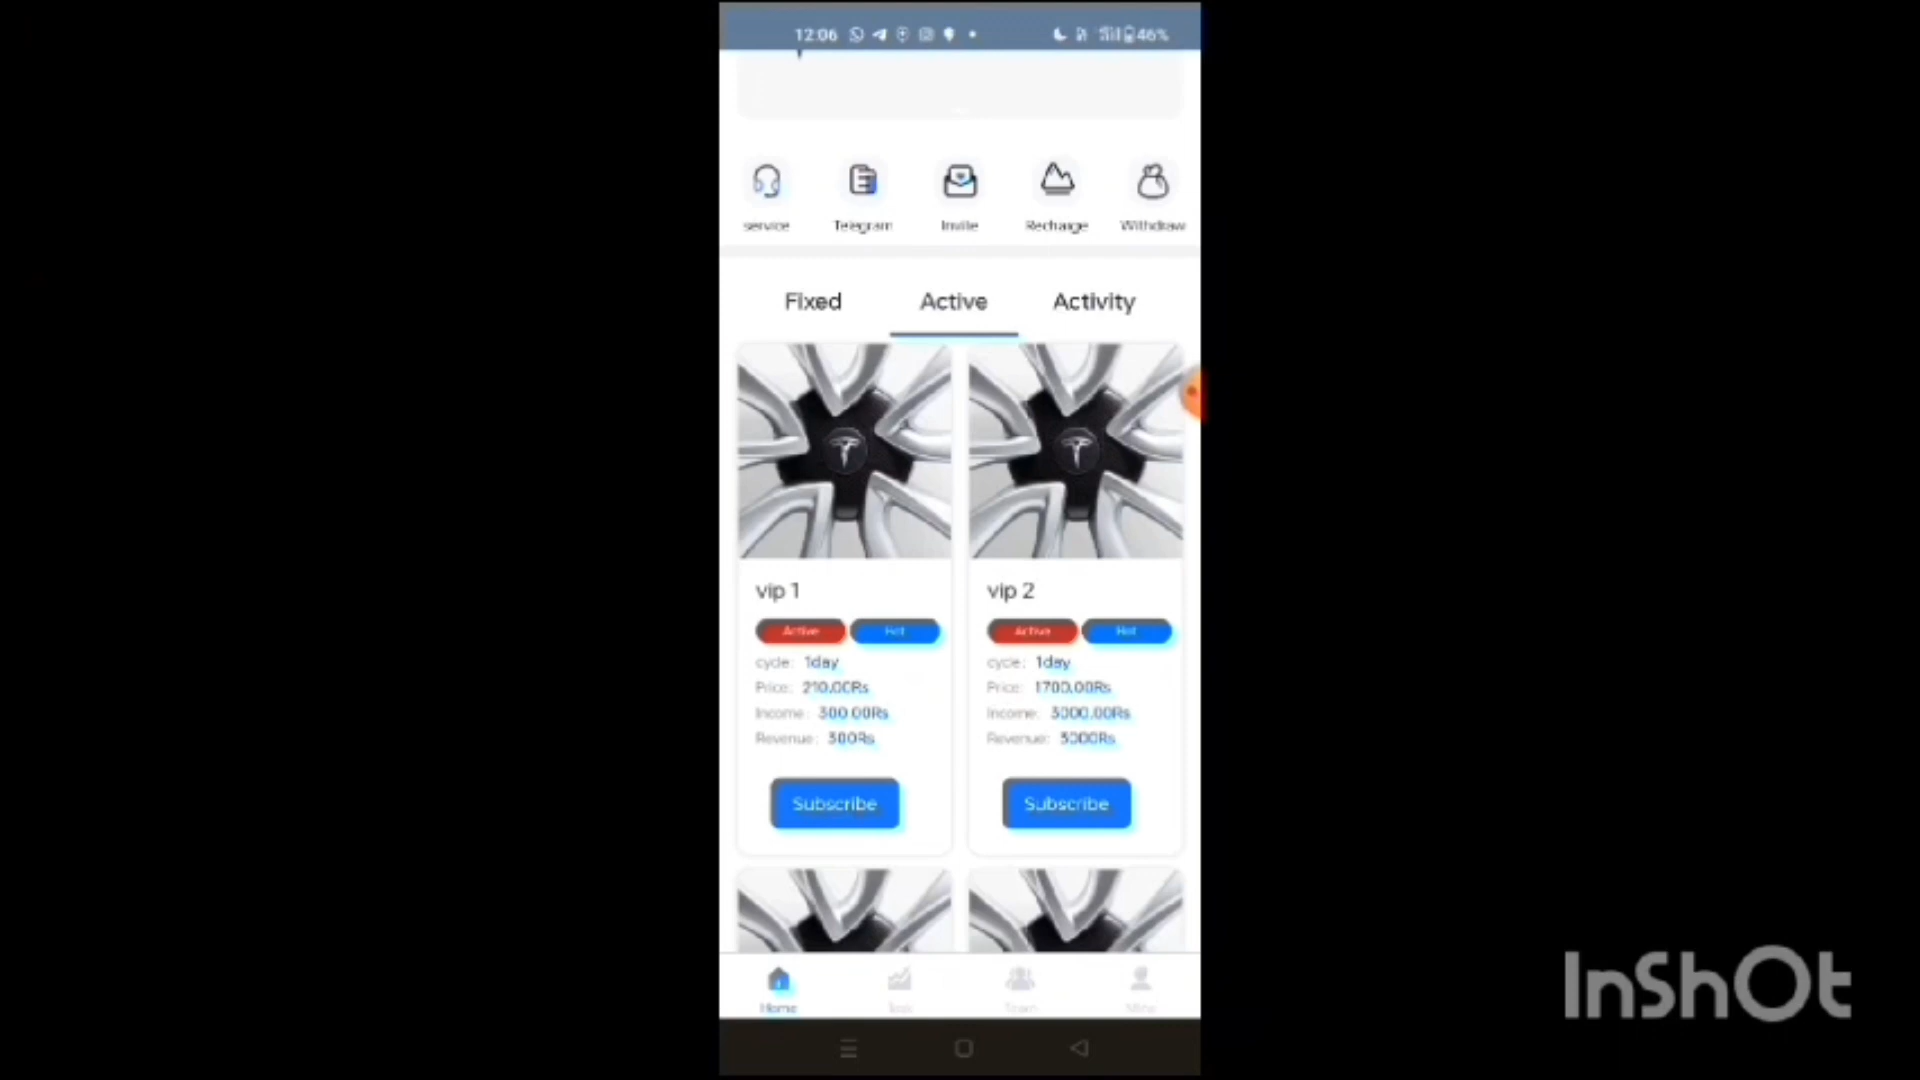 12:06 46%
service Telegram Invite Recharge Withdraw
Fixed Active Activity
vip 1 vip 2
Active Hot Active Hot
cycle: 1day cycle: 1day
Price: 210.00Rs Price: 1700.00Rs
Income: 300.00Rs Income: 3000.00Rs
Revenue: 300Rs Revenue: 3000Rs
Subscribe Subscribe
Home Task Team Mine
InShOt